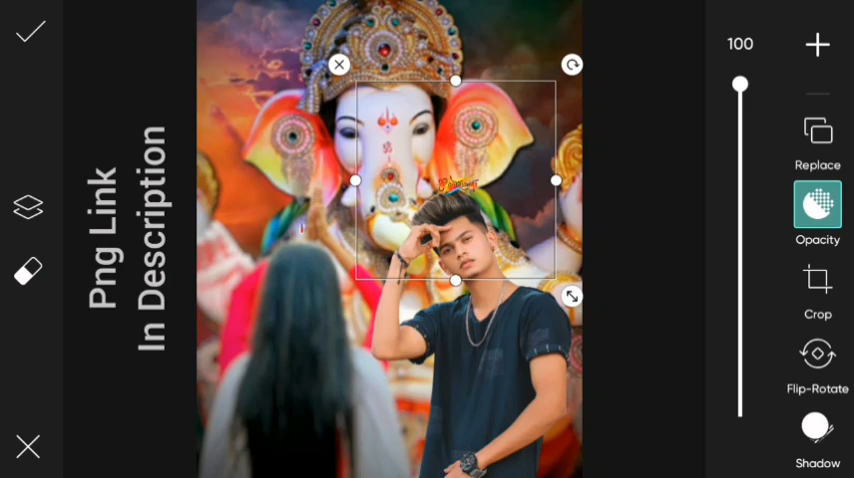 Png Link
In Description
100
Replace
Opacity
Crop
Flip-Rotate
Shadow